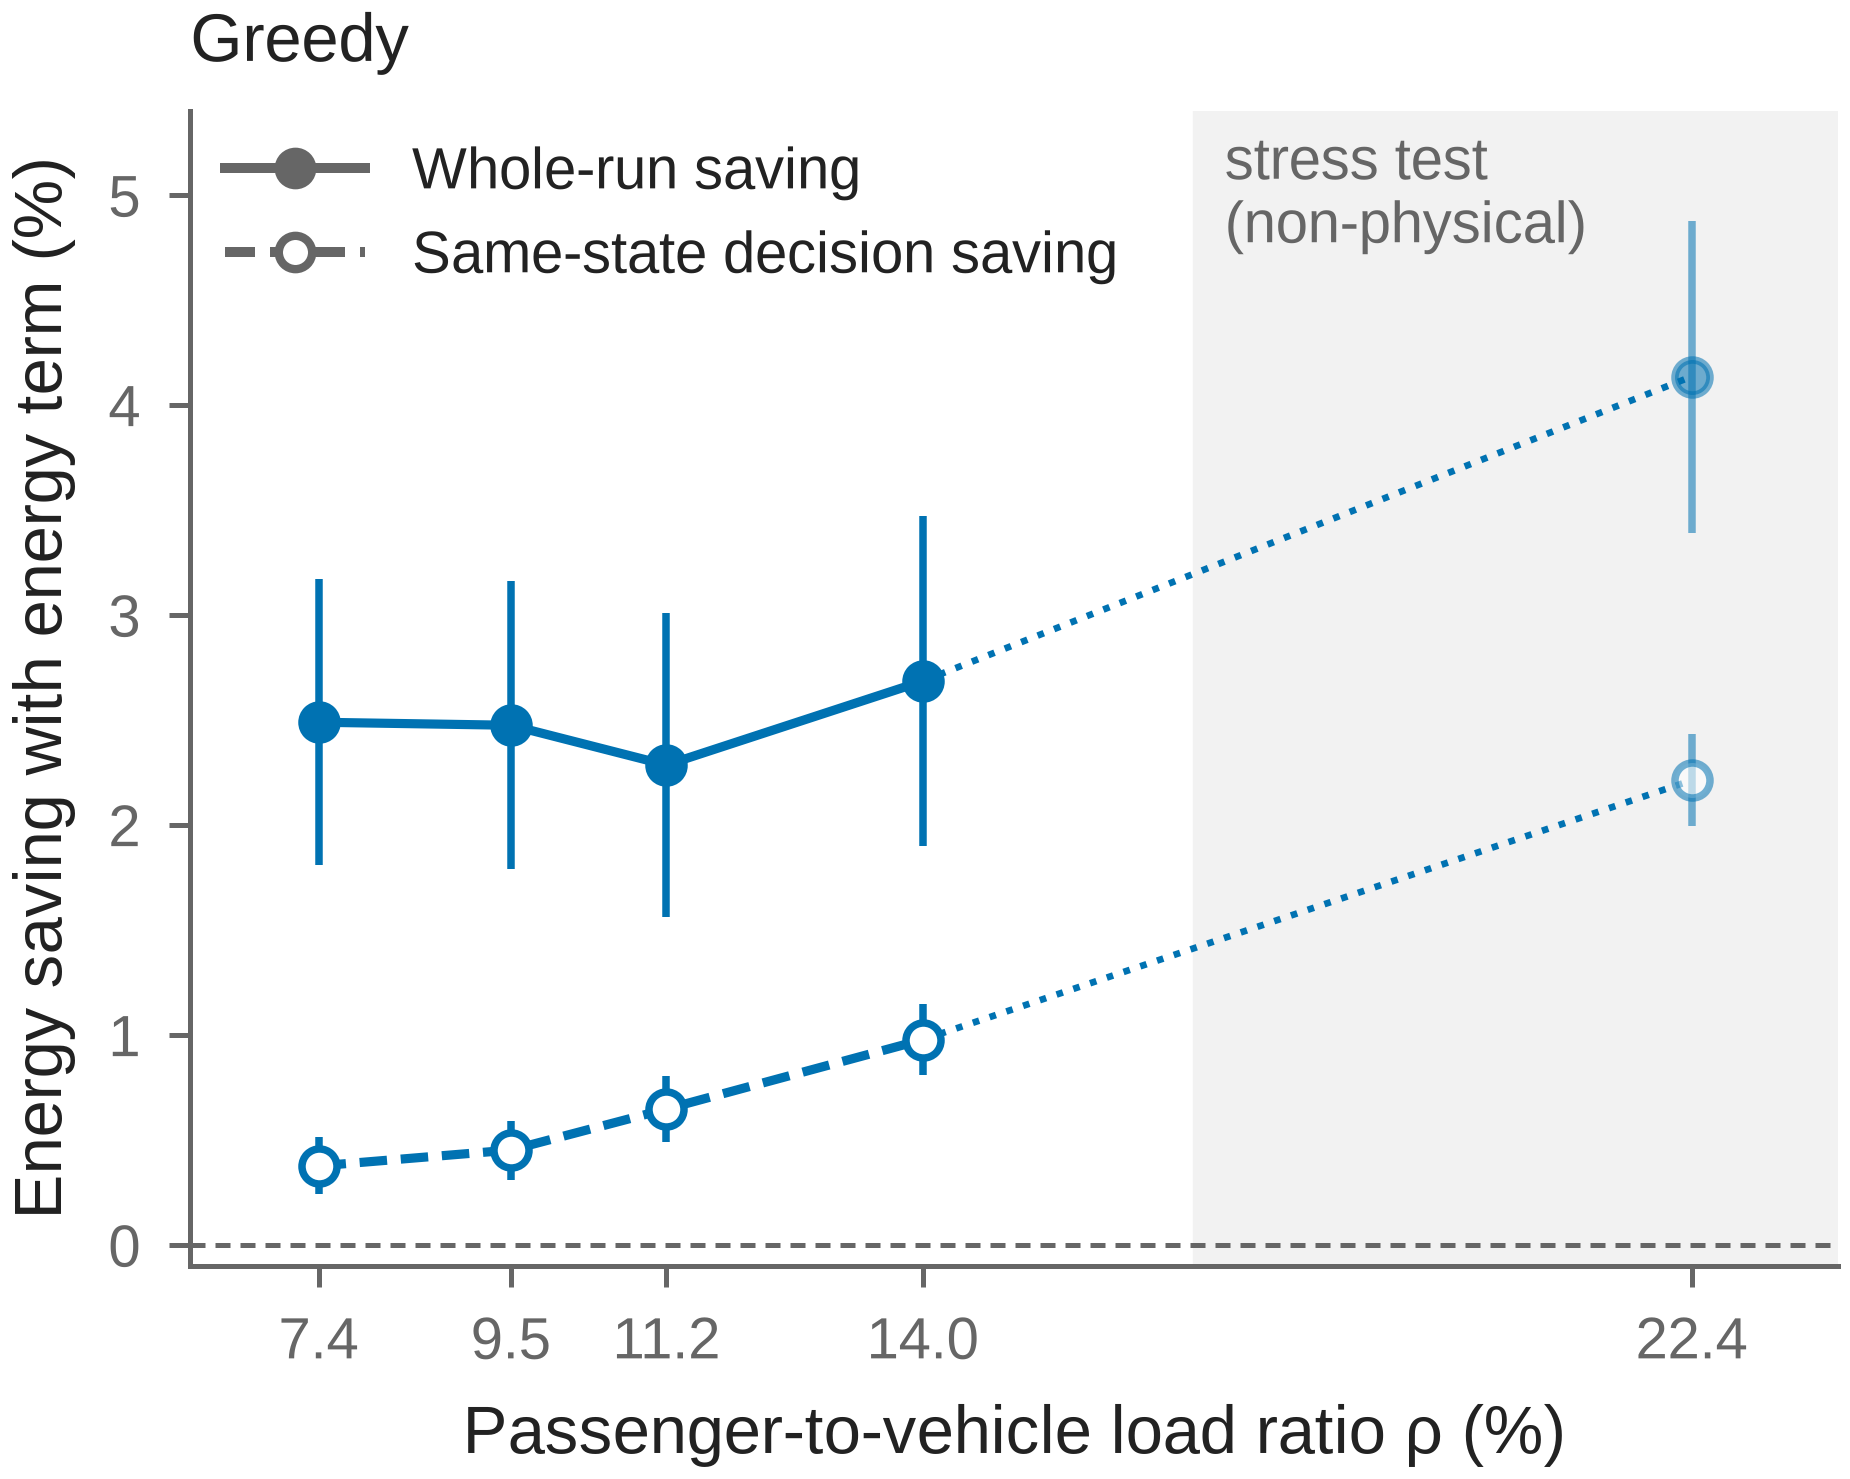 Greedy
Whole-run saving
Same-state decision saving
stress test
(non-physical)
Energy saving with energy term (%)
5
4
3
2
1
0
7.4
9.5
11.2
14.0
22.4
Passenger-to-vehicle load ratio ρ (%)